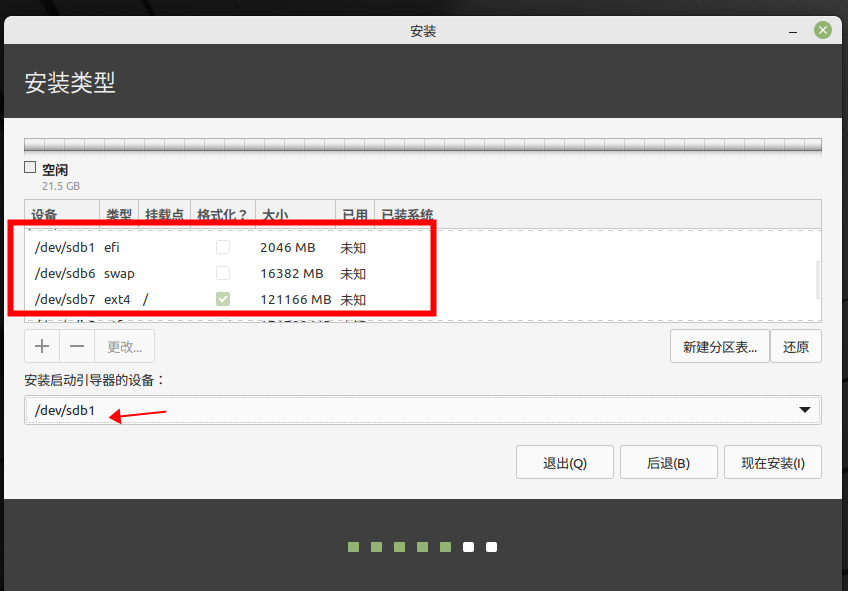 安装
安装类型
空闲
21.5 GB
设备 类型 挂载点 格式化？ 大小 已用 已装系统
/dev/sdb1 efi 2046 MB 未知
/dev/sdb6 swap 16382 MB 未知
/dev/sdb7 ext4 / 121166 MB 未知
更改...
新建分区表... 还原
安装启动引导器的设备：
/dev/sdb1
退出(Q) 后退(B) 现在安装(I)